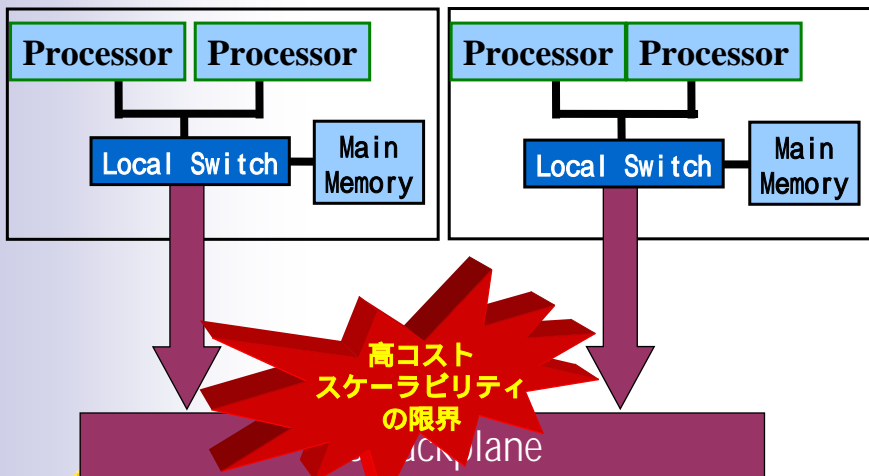 Processor Processor
Local Switch
Main
Memory
Processor Processor
Local Switch
Main
Memory
高コスト
スケーラビリティ
の限界